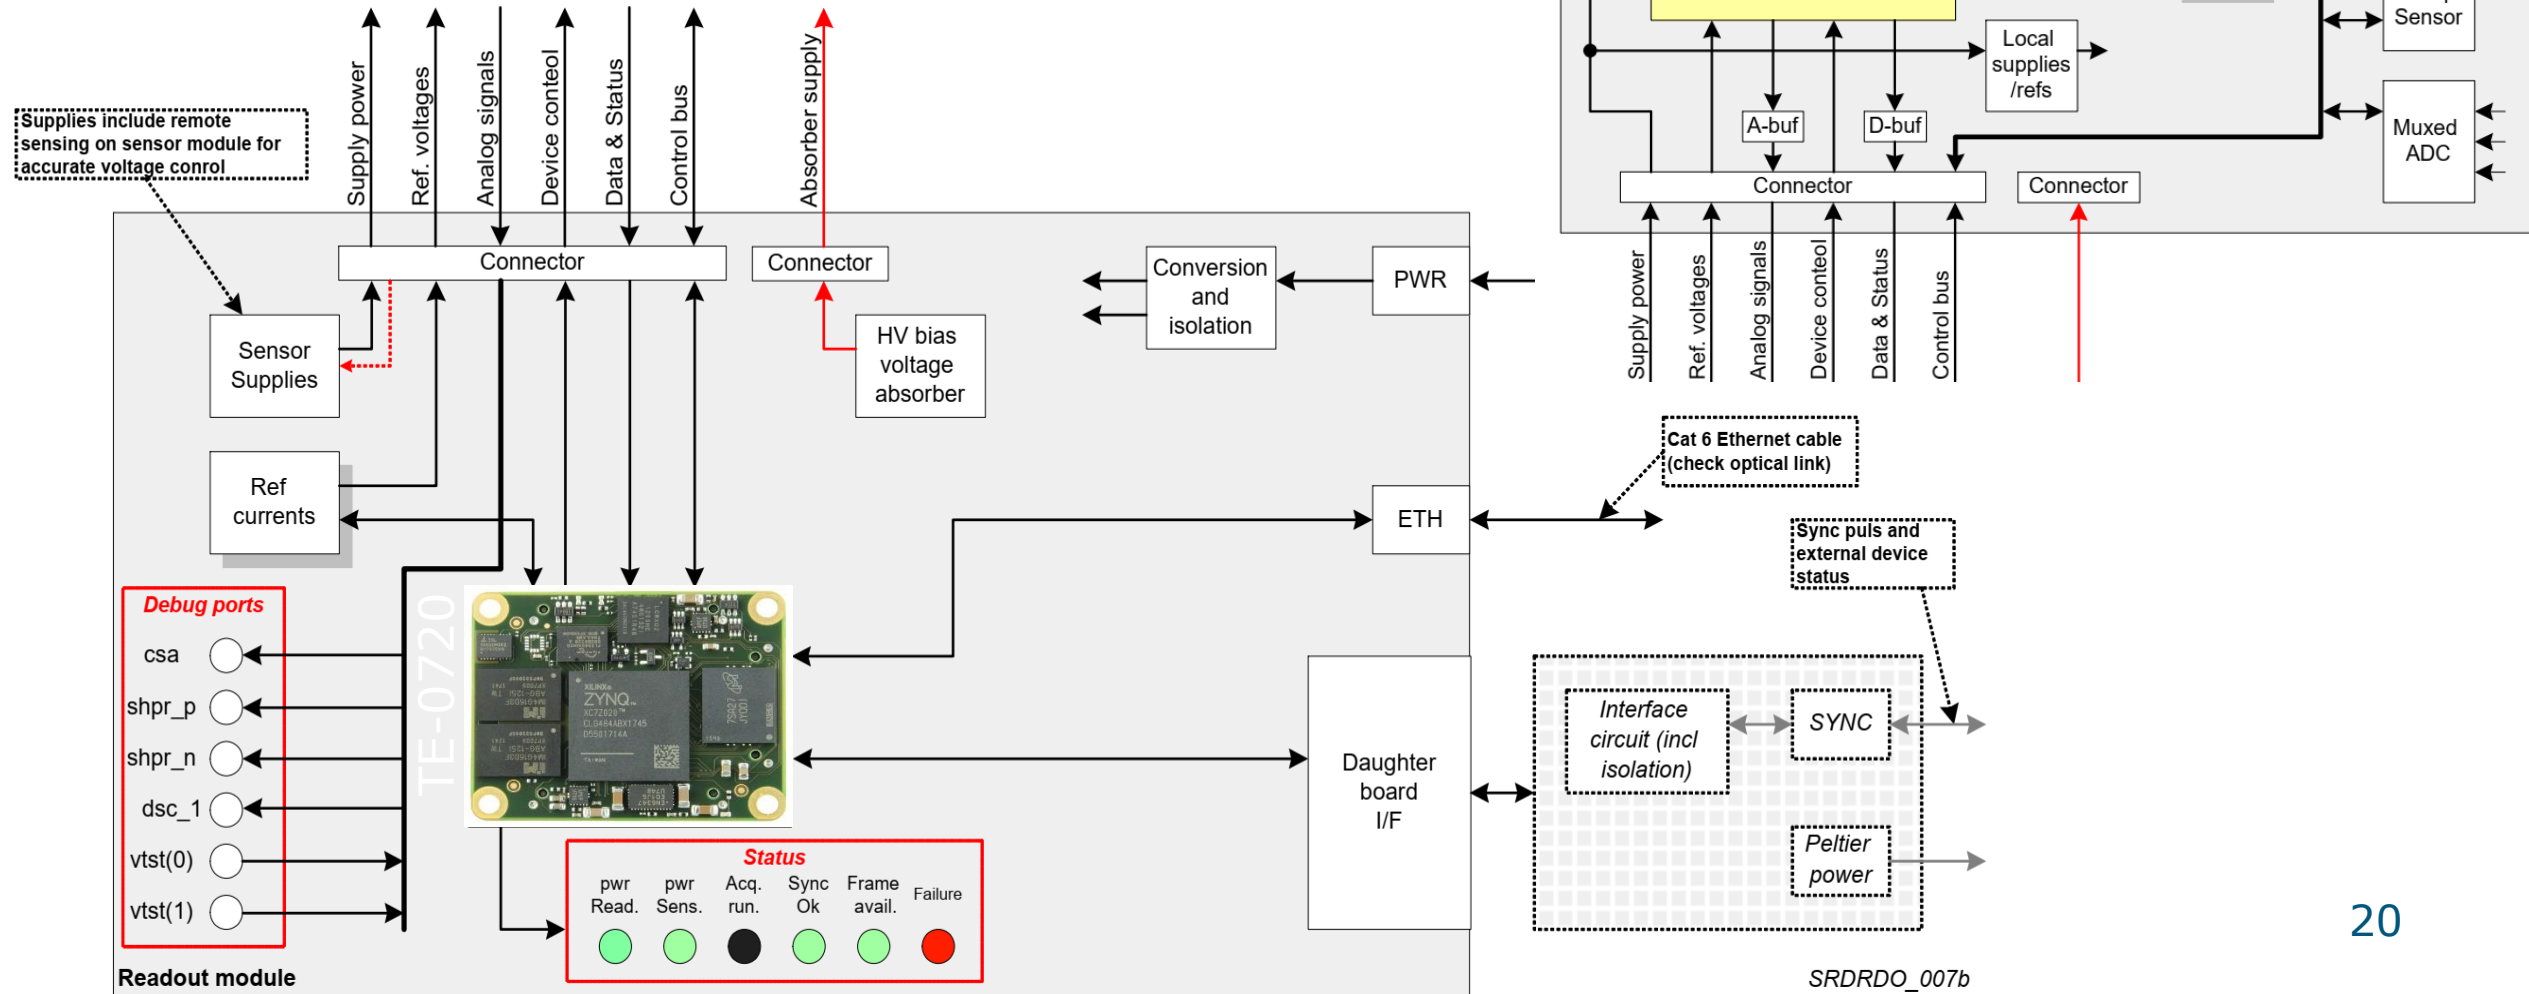 Supply power
Ref. voltages
Analog signals
Device conteol
Data & Status
Control bus
Absorber supply
Supplies include remote
sensing on sensor module for
accurate voltage conrol
Connector
Connector
Sensor
Supplies
HV bias
voltage
absorber
Conversion
and
isolation
PWR
Ref
currents
ETH
Debug ports
csa
shpr_p
shpr_n
dsc_1
vtst(0)
vtst(1)
TE-0720
XILINX
ZYNQ
XC7Z020
CLG484ABX1745
D5501714A
Status
pwr
Read.
pwr
Sens.
Acq.
run.
Sync
Ok
Frame
avail.
Failure
Readout module
Daughter
board
I/F
Sensor
Local
supplies
/refs
A-buf
D-buf
Muxed
ADC
Connector
Connector
Supply power
Ref. voltages
Analog signals
Device conteol
Data & Status
Control bus
Cat 6 Ethernet cable
(check optical link)
Sync puls and
external device
status
Interface
circuit (incl
isolation)
SYNC
Peltier
power
20
SRDRDO_007b